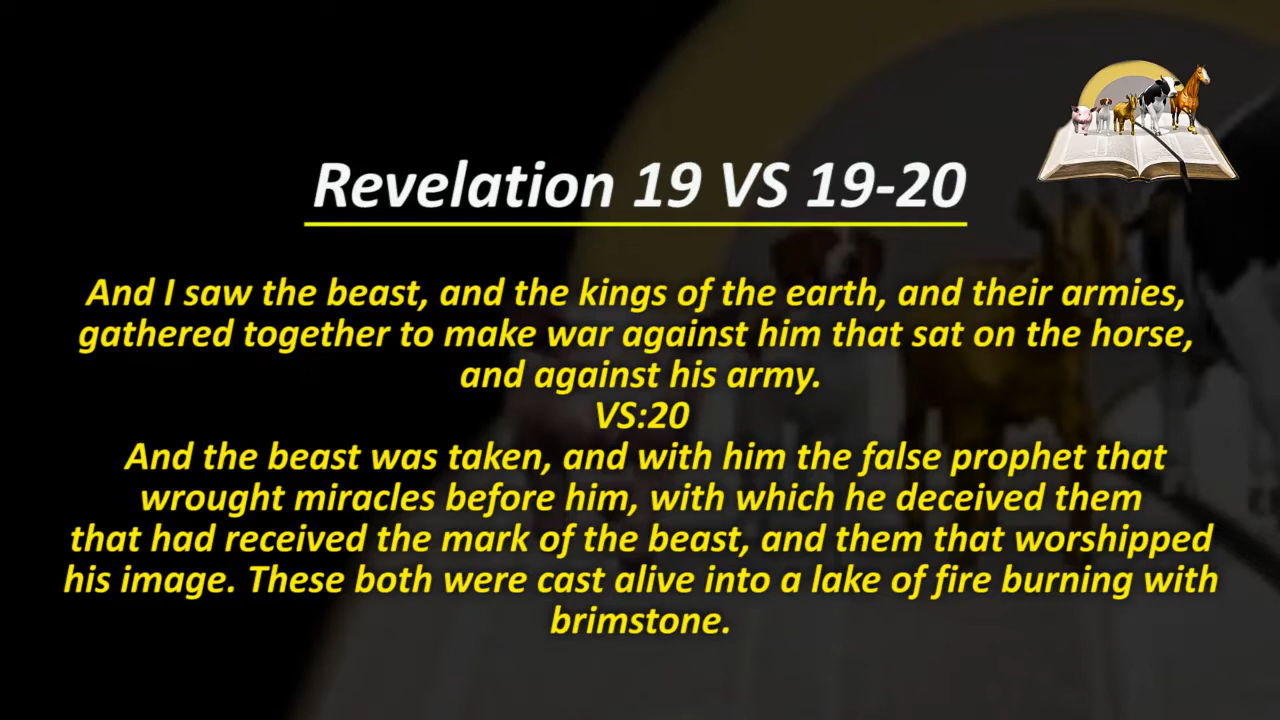 Revelation 19 VS 19-20
And I saw the beast, and the kings of the earth, and their armies,
gathered together to make war against him that sat on the horse,
and against his army.
VS:20
And the beast was taken, and with him the false prophet that
wrought miracles before him, with which he deceived them
that had received the mark of the beast, and them that worshipped
his image. These both were cast alive into a lake of fire burning with
brimstone.